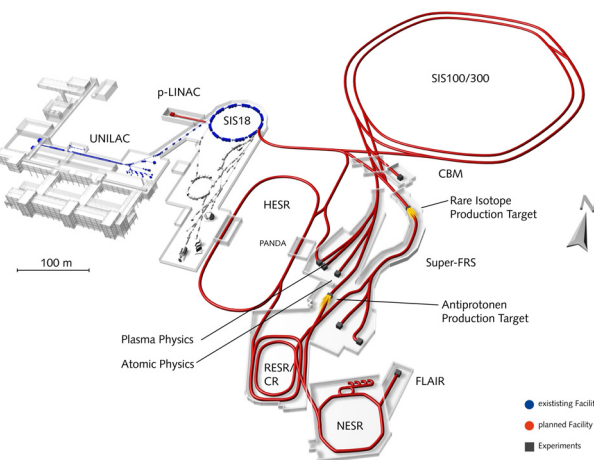 SIS100/300
p-LINAC
SIS18
UNILAC
CBM
Rare Isotope
Production Target
HESR
PANDA
Super-FRS
100 m
Antiprotonen
Production Target
Plasma Physics
Atomic Physics
RESR/
CR
FLAIR
NESR
exististing Facili
planned Facility
Experiments